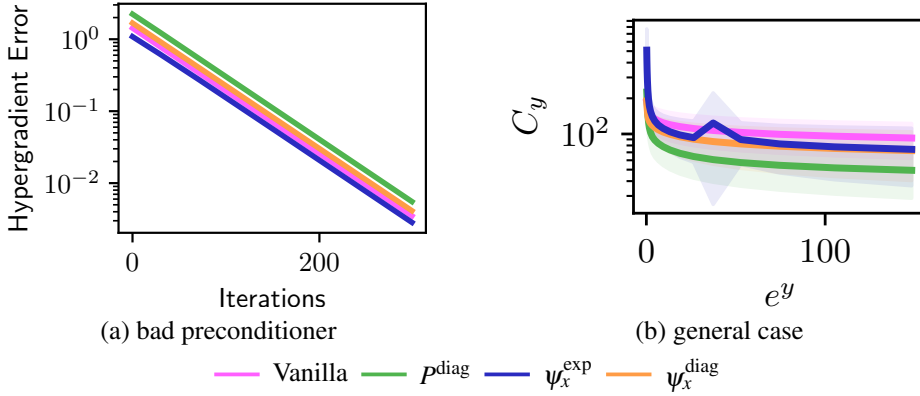 Hypergradient Error
10^0
10^{-1}
10^{-2}
0 200
Iterations
(a) bad preconditioner
C_y
10^2
0 100
e^y
(b) general case
Vanilla P^{diag} ψ_x^{exp} ψ_x^{diag}